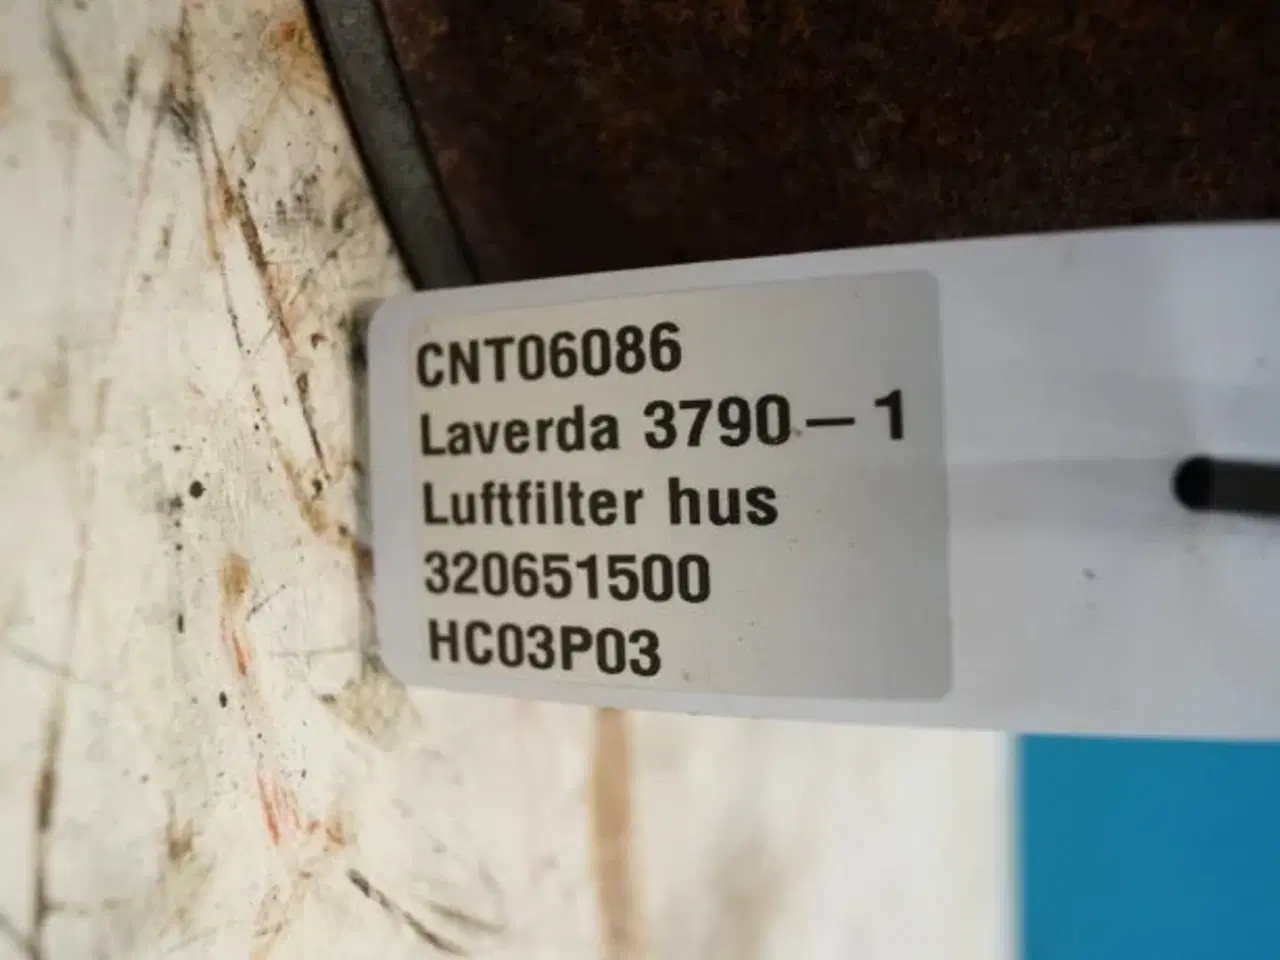 CNT06086
Laverda 3790 – 1
Luftfilter hus
320651500
HC03P03